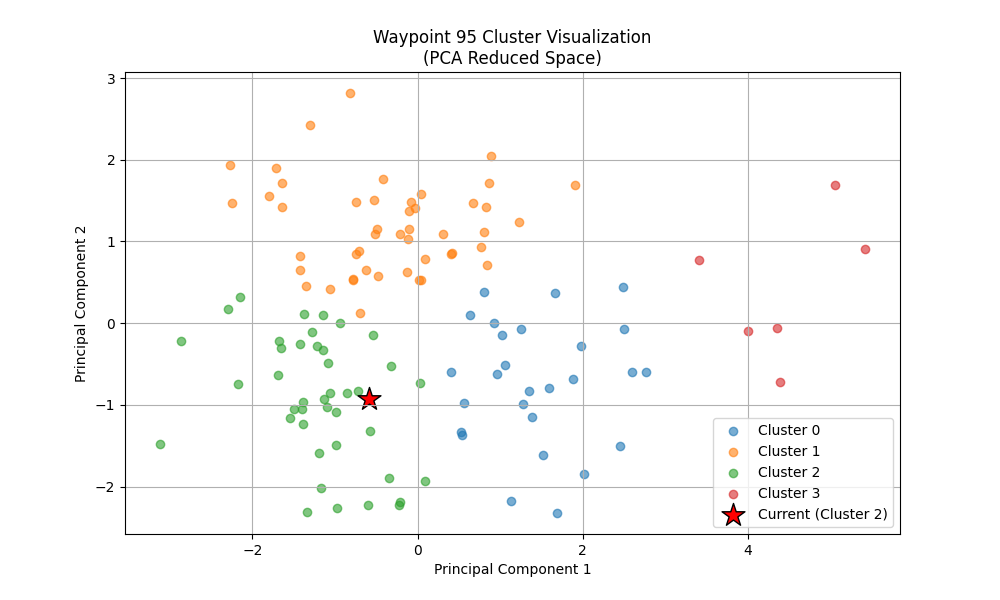 Waypoint 95 Cluster Visualization
(PCA Reduced Space)
Principal Component 2
3
2
1
0
−1
−2
−2
0
2
4
Principal Component 1
Cluster 0
Cluster 1
Cluster 2
Cluster 3
Current (Cluster 2)